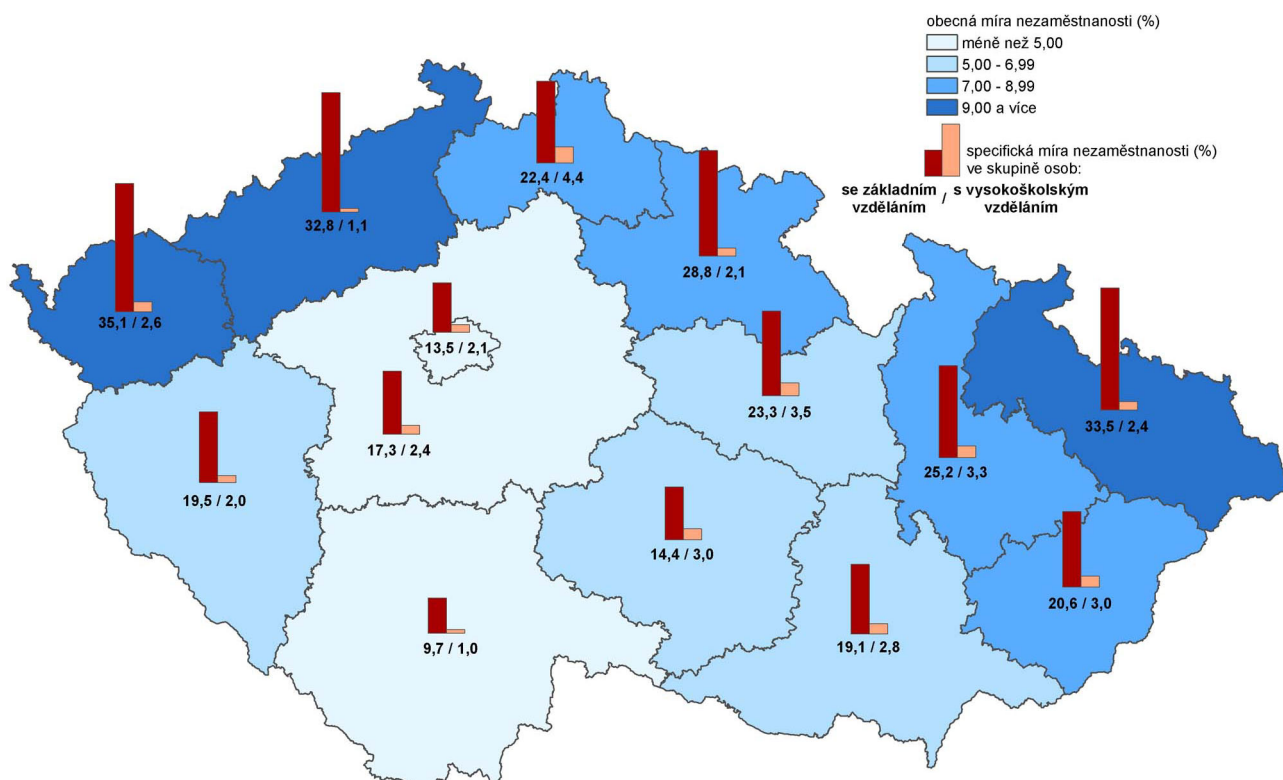 obecná míra nezaměstnanosti (%)
méně než 5,00
5,00 - 6,99
7,00 - 8,99
9,00 a více
specifická míra nezaměstnanosti (%)
ve skupině osob:
se základním / s vysokoškolským
vzděláním vzděláním
22,4 / 4,4
32,8 / 1,1
28,8 / 2,1
35,1 / 2,6
13,5 / 2,1
23,3 / 3,5
33,5 / 2,4
17,3 / 2,4
25,2 / 3,3
19,5 / 2,0
14,4 / 3,0
20,6 / 3,0
9,7 / 1,0
19,1 / 2,8